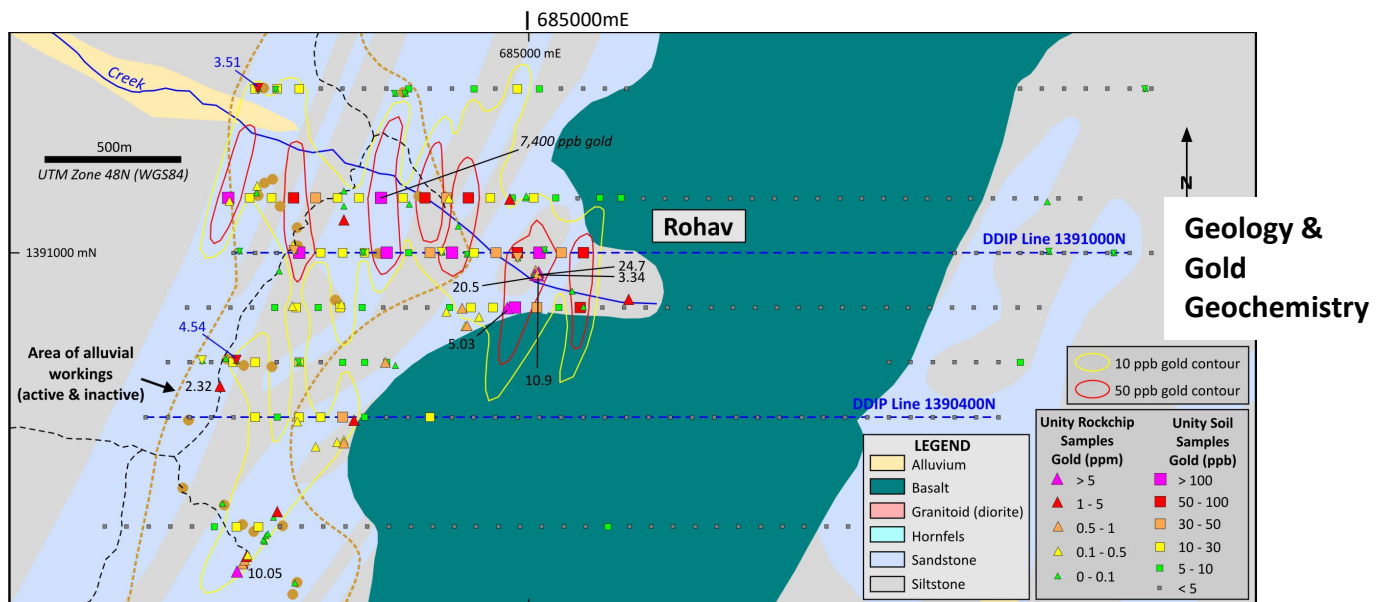 685000mE
685000 mE
3.51
Creek
7,400 ppb gold
500m
UTM Zone 48N (WGS84)
N
Rohav
Geology &
Gold
Geochemistry
1391000 mN
DDIP Line 1391000N
24.7
3.34
20.5
4.54
5.03
Area of alluvial
workings
(active & inactive)
2.32
10.9
10 ppb gold contour
50 ppb gold contour
DDIP Line 1390400N
LEGEND
Alluvium
Basalt
Granitoid (diorite)
Hornfels
Sandstone
Siltstone
Unity Rockchip
Samples
Gold (ppm)
> 5
1 - 5
0.5 - 1
0.1 - 0.5
0 - 0.1
Unity Soil
Samples
Gold (ppb)
> 100
50 - 100
30 - 50
10 - 30
5 - 10
< 5
10.05